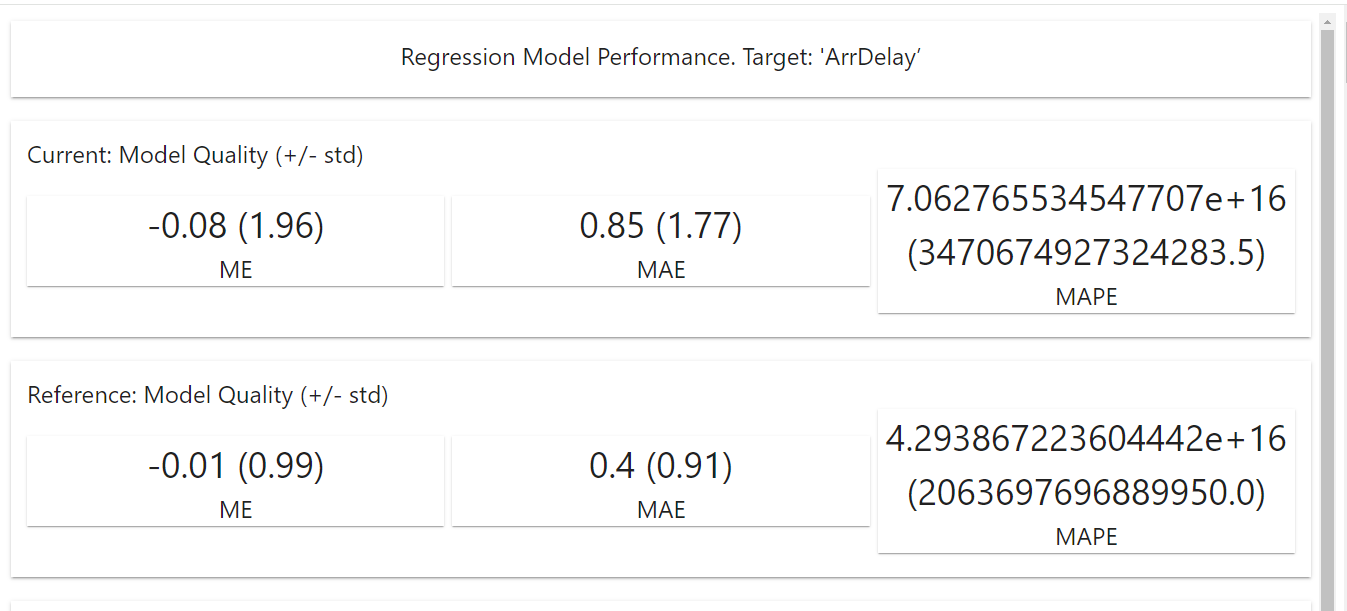 Regression Model Performance. Target: 'ArrDelay’
Current: Model Quality (+/- std)
-0.08 (1.96)
ME
0.85 (1.77)
MAE
7.062765534547707e+16
(3470674927324283.5)
MAPE
Reference: Model Quality (+/- std)
-0.01 (0.99)
ME
0.4 (0.91)
MAE
4.293867223604442e+16
(2063697696889950.0)
MAPE